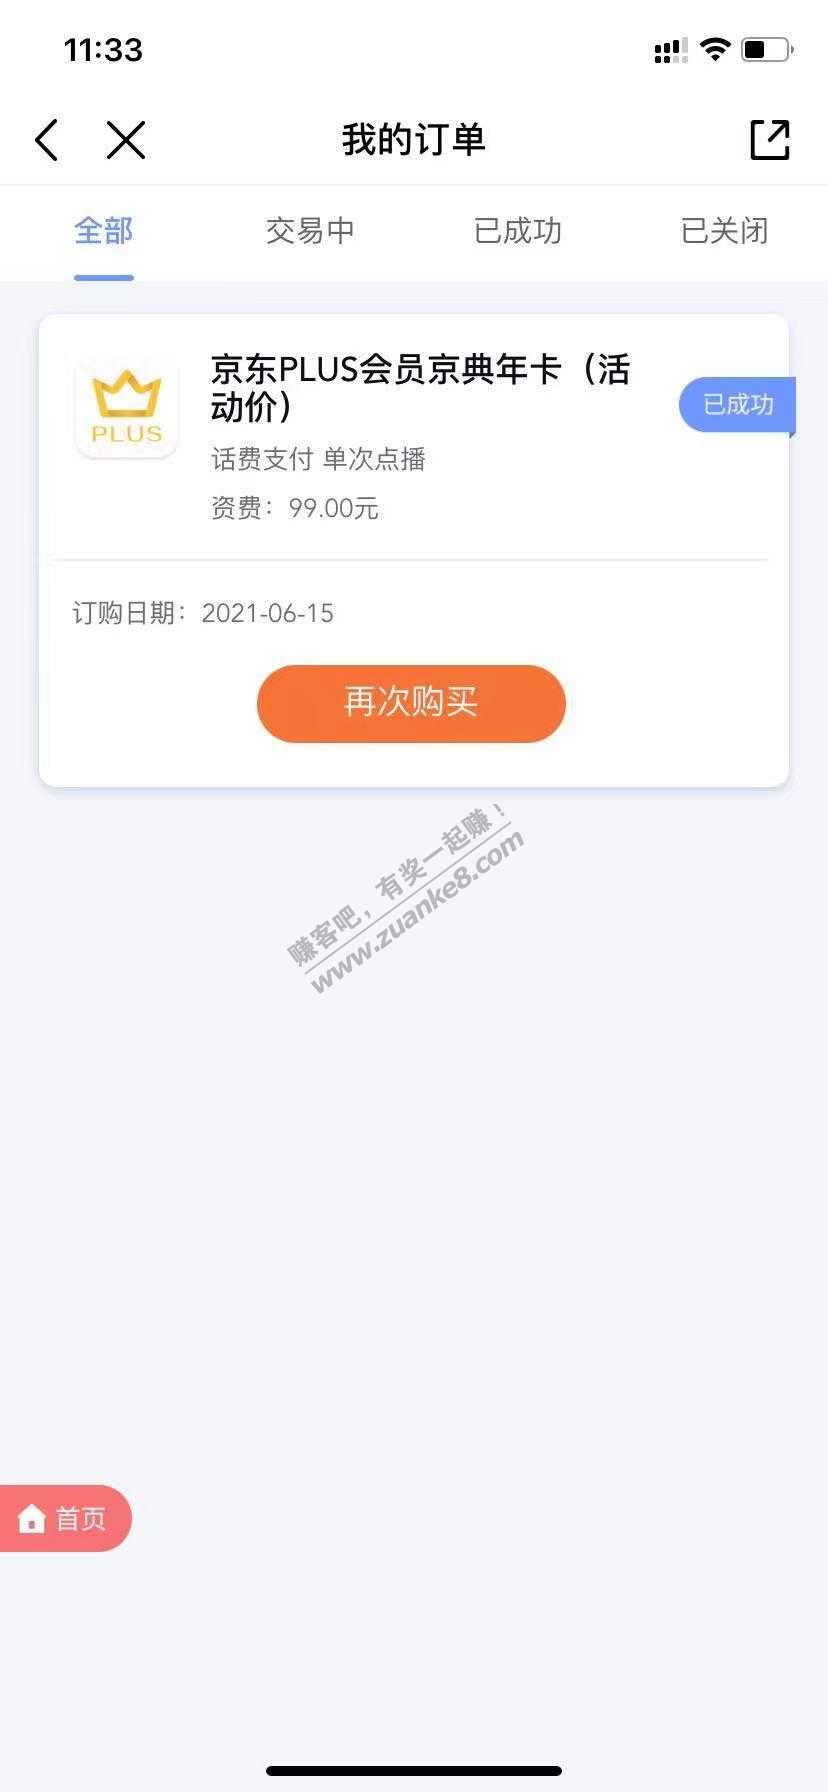 11:33
我的订单
全部 交易中 已成功 已关闭
京东PLUS会员京典年卡（活
动价）
已成功
PLUS
话费支付 单次点播
资费：99.00元
订购日期：2021-06-15
再次购买
赚客吧，有奖一起赚！
www.zuanke8.com
首页